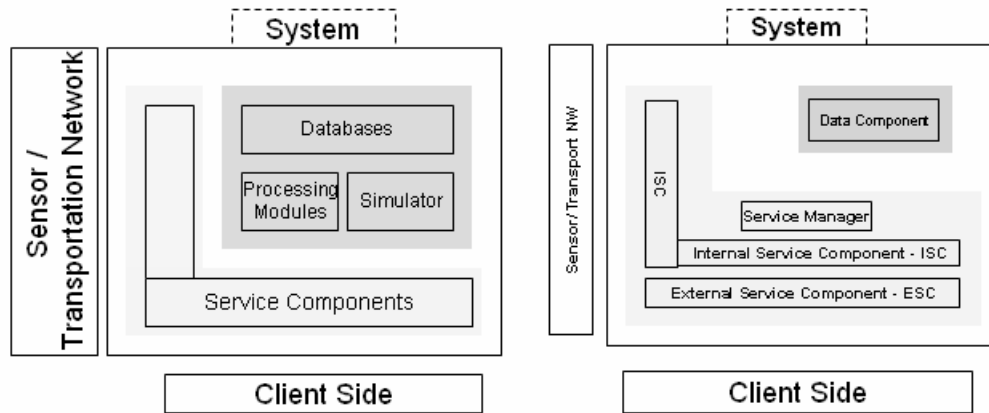 System
Sensor /
Transportation Network
Databases
Processing
Modules
Simulator
Service Components
Client Side
System
Sensor/Transport NW
Data Component
ISC
Service Manager
Internal Service Component - ISC
External Service Component - ESC
Client Side